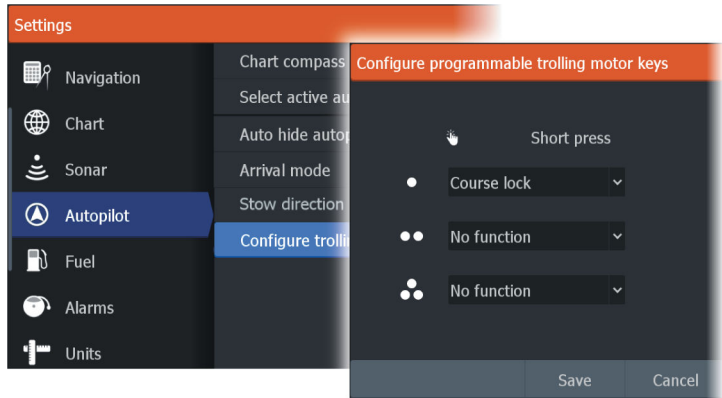 Settings
Navigation
Chart
Sonar
Autopilot
Fuel
Alarms
Units
Chart compass
Select active au
Auto hide autop
Arrival mode
Stow direction
Configure trolli
Configure programmable trolling motor keys
Short press
Course lock
No function
No function
Save
Cancel